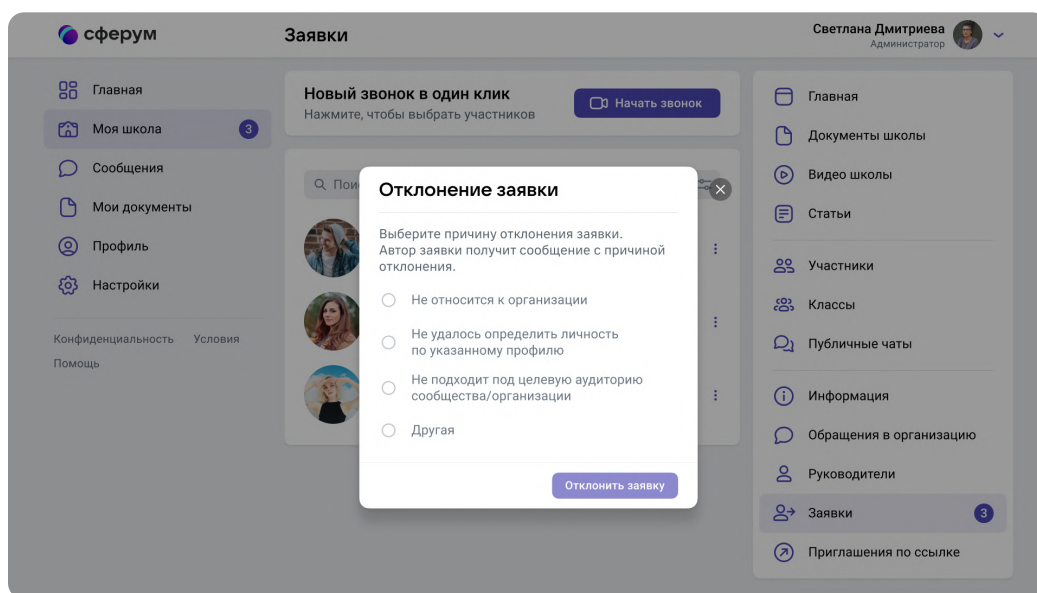 сферум
Заявки
Светлана Дмитриева
Администратор
Главная
Моя школа
3
Сообщения
Мои документы
Профиль
Настройки
Конфиденциальность Условия
Помощь
Новый звонок в один клик
Нажмите, чтобы выбрать участников
Начать звонок
Отклонение заявки
Выберите причину отклонения заявки.
Автор заявки получит сообщение с причиной
отклонения.
Не относится к организации
Не удалось определить личность
по указанному профилю
Не подходит под целевую аудиторию
сообщества/организации
Другая
Отклонить заявку
Главная
Документы школы
Видео школы
Статьи
Участники
Классы
Публичные чаты
Информация
Обращения в организацию
Руководители
Заявки
3
Приглашения по ссылке